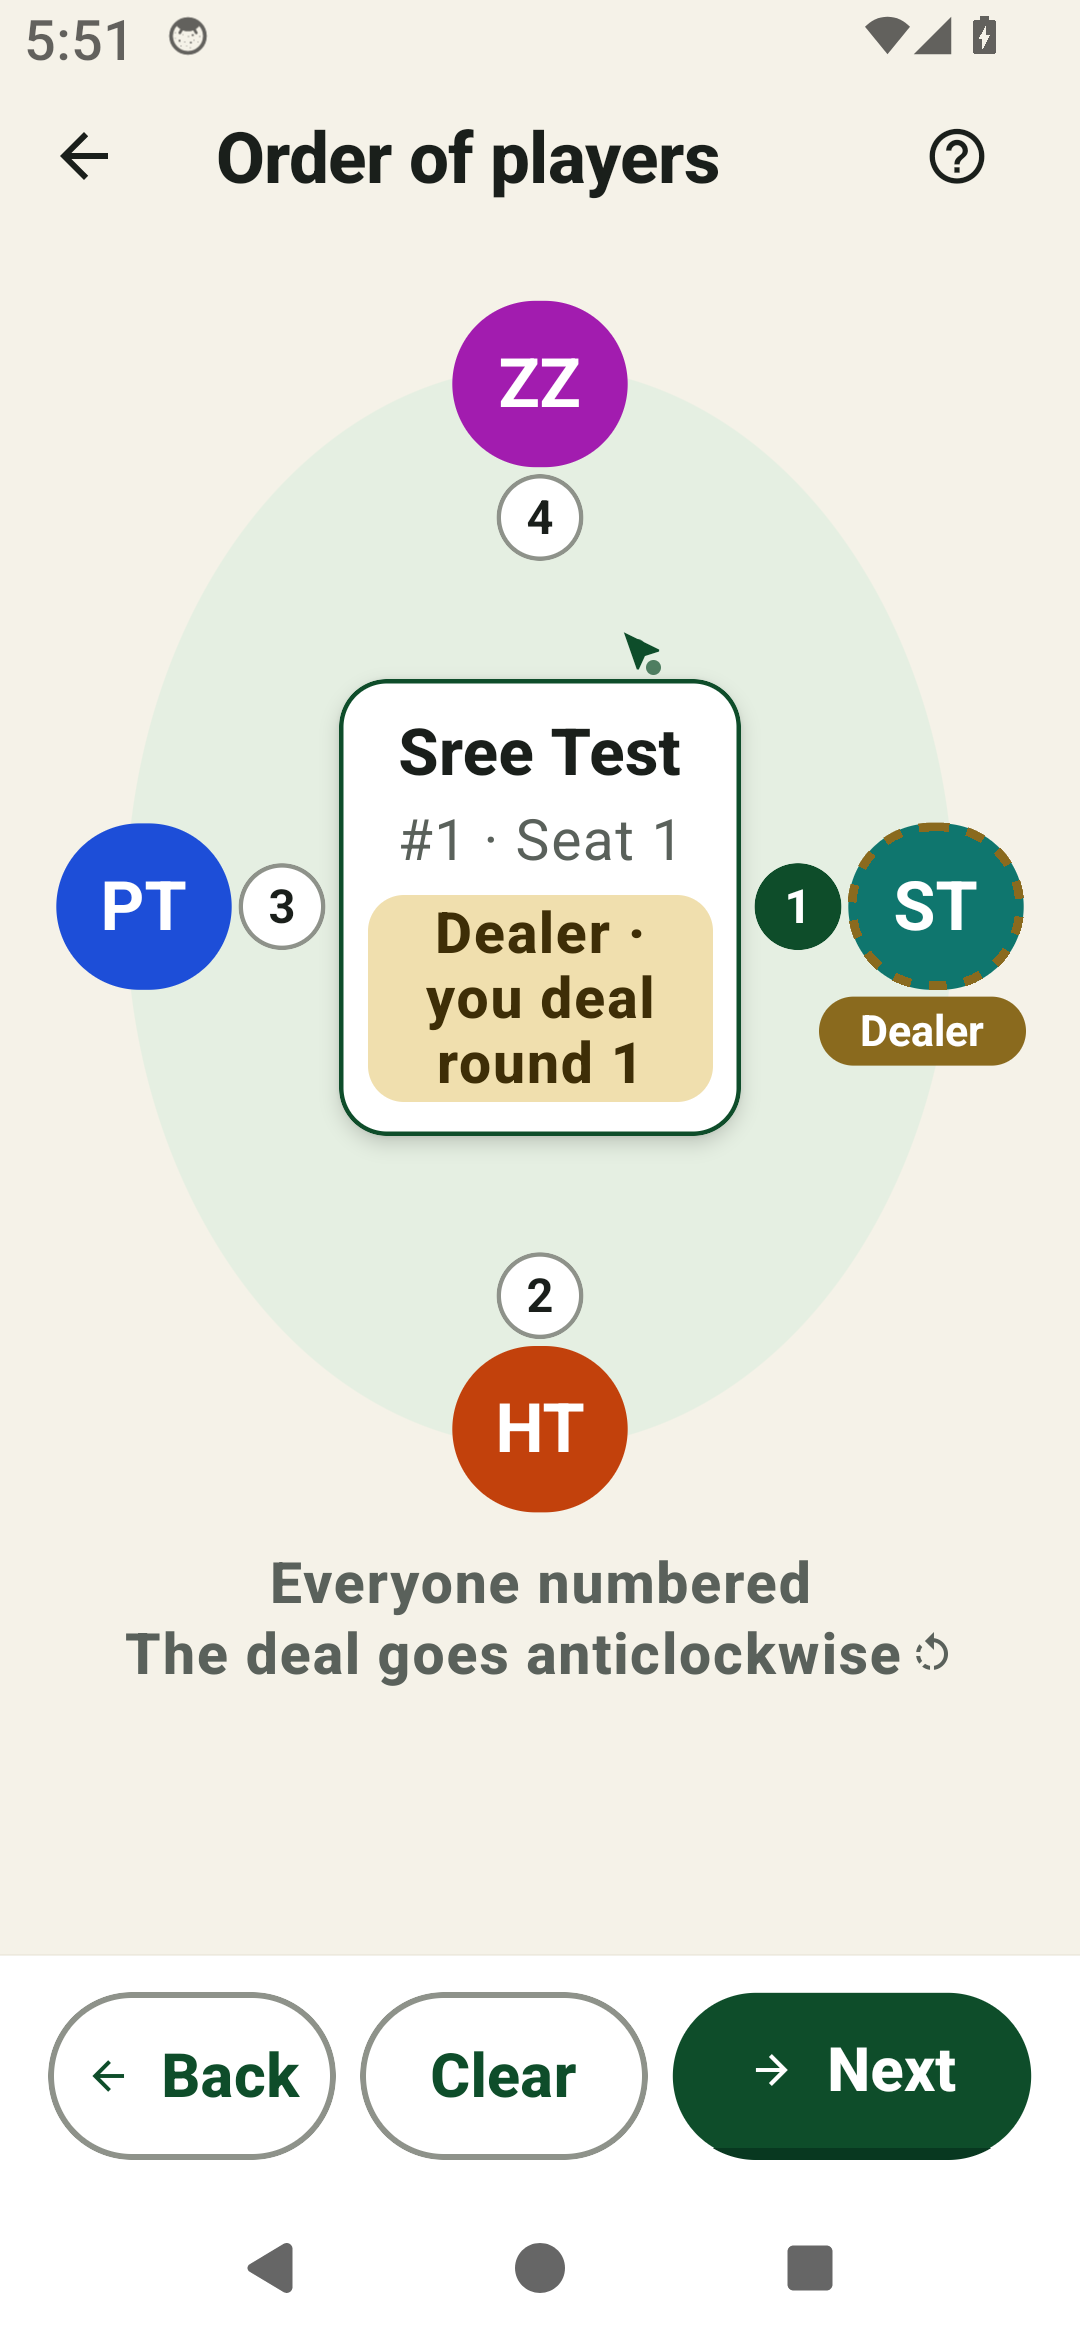 5:51
Order of players
ZZ
4
Sree Test
#1 · Seat 1
Dealer ·
you deal
round 1
PT
3
1
ST
Dealer
2
HT
Everyone numbered
The deal goes anticlockwise
Back
Clear
Next